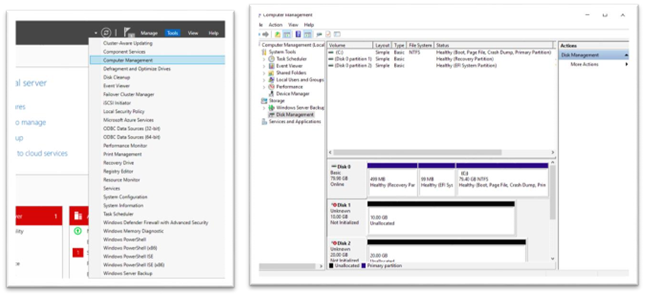 Manage Tools View Help
Cluster-Aware Updating
Component Services
Computer Management
Defragment and Optimize Drives
Disk Cleanup
Event Viewer
Failover Cluster Manager
iSCSI Initiator
Local Security Policy
Microsoft Azure Services
ODBC Data Sources (32-bit)
ODBC Data Sources (64-bit)
Performance Monitor
Print Management
Recovery Drive
Registry Editor
Resource Monitor
Services
System Configuration
System Information
Task Scheduler
Windows Defender Firewall with Advanced Security
Windows Memory Diagnostic
Windows PowerShell
Windows PowerShell (x86)
Windows PowerShell ISE
Windows PowerShell ISE (x86)
Windows Server Backup
al server
to manage
up
to cloud services
1
1
Computer Management
Action View Help
Computer Management (Local
System Tools
Task Scheduler
Event Viewer
Shared Folders
Local Users and Groups
Performance
Device Manager
Storage
Windows Server Backup
Disk Management
Services and Applications
Volume Layout Type File System Status
(C:) Simple Basic NTFS Healthy (Boot, Page File, Crash Dump, Primary Partition)
(Disk 0 partition 1) Simple Basic Healthy (Recovery Partition)
(Disk 0 partition 2) Simple Basic Healthy (EFI System Partition)
Actions
Disk Management
More Actions
Disk 0
Basic
79.98 GB
Online
499 MB
Healthy (Recovery Par
99 MB
Healthy (EFI Sys
(C:)
79.40 GB NTFS
Healthy (Boot, Page File, Crash Dump, Prim
Disk 1
Unknown
10.00 GB
Not Initialized
10.00 GB
Unallocated
Disk 2
Unknown
20.00 GB
Not Initialized
20.00 GB
Unallocated
Unallocated Primary partition